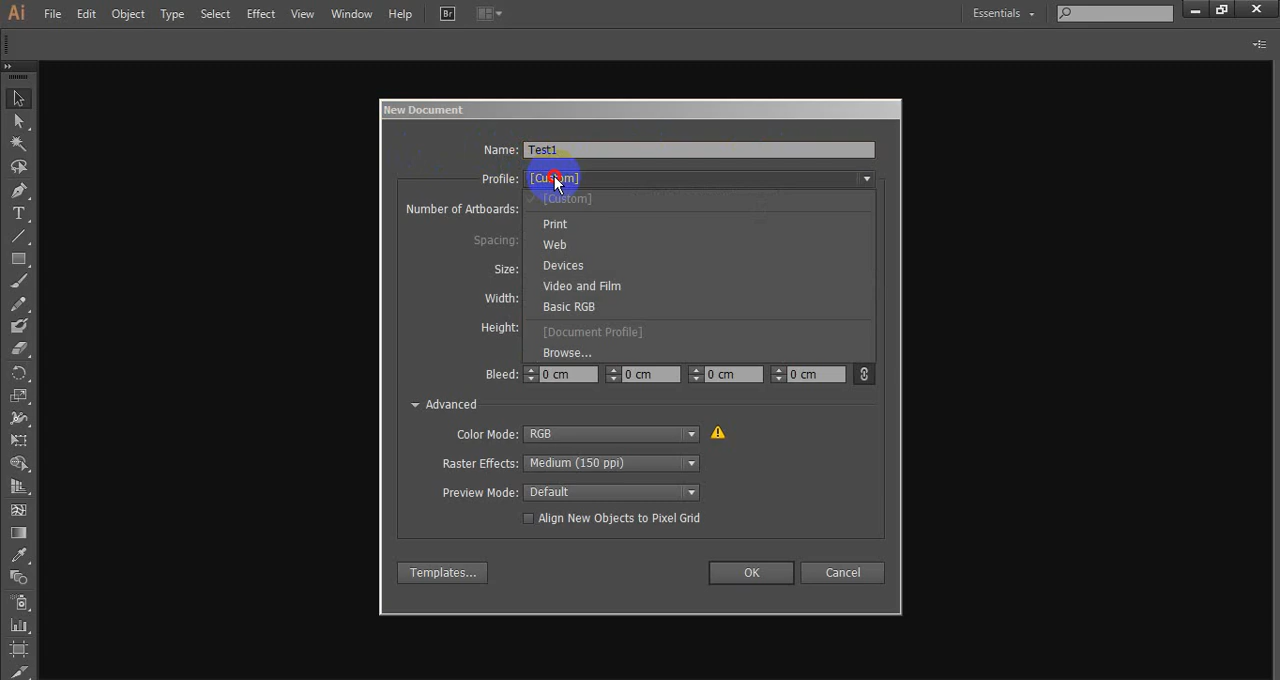 Ai File Edit Object Type Select Effect View Window Help Br Essentials
New Document
Name: Test1
Profile: [Custom]
[Custom]
Number of Artboards:
Print
Spacing:
Web
Size:
Devices
Video and Film
Width:
Basic RGB
Height:
[Document Profile]
Browse...
Bleed: 0 cm 0 cm 0 cm 0 cm
Advanced
Color Mode: RGB
Raster Effects: Medium (150 ppi)
Preview Mode: Default
Align New Objects to Pixel Grid
Templates... OK Cancel